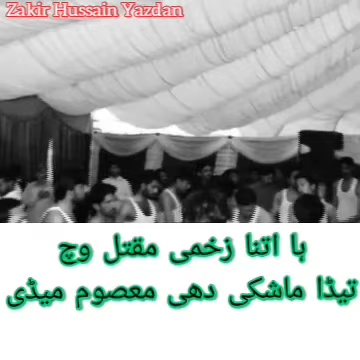 Zakir Hussain Yazdan
ہا اتنا زخمی مقتل وچ
تیڈا ماشکی دھی معصوم میڈی